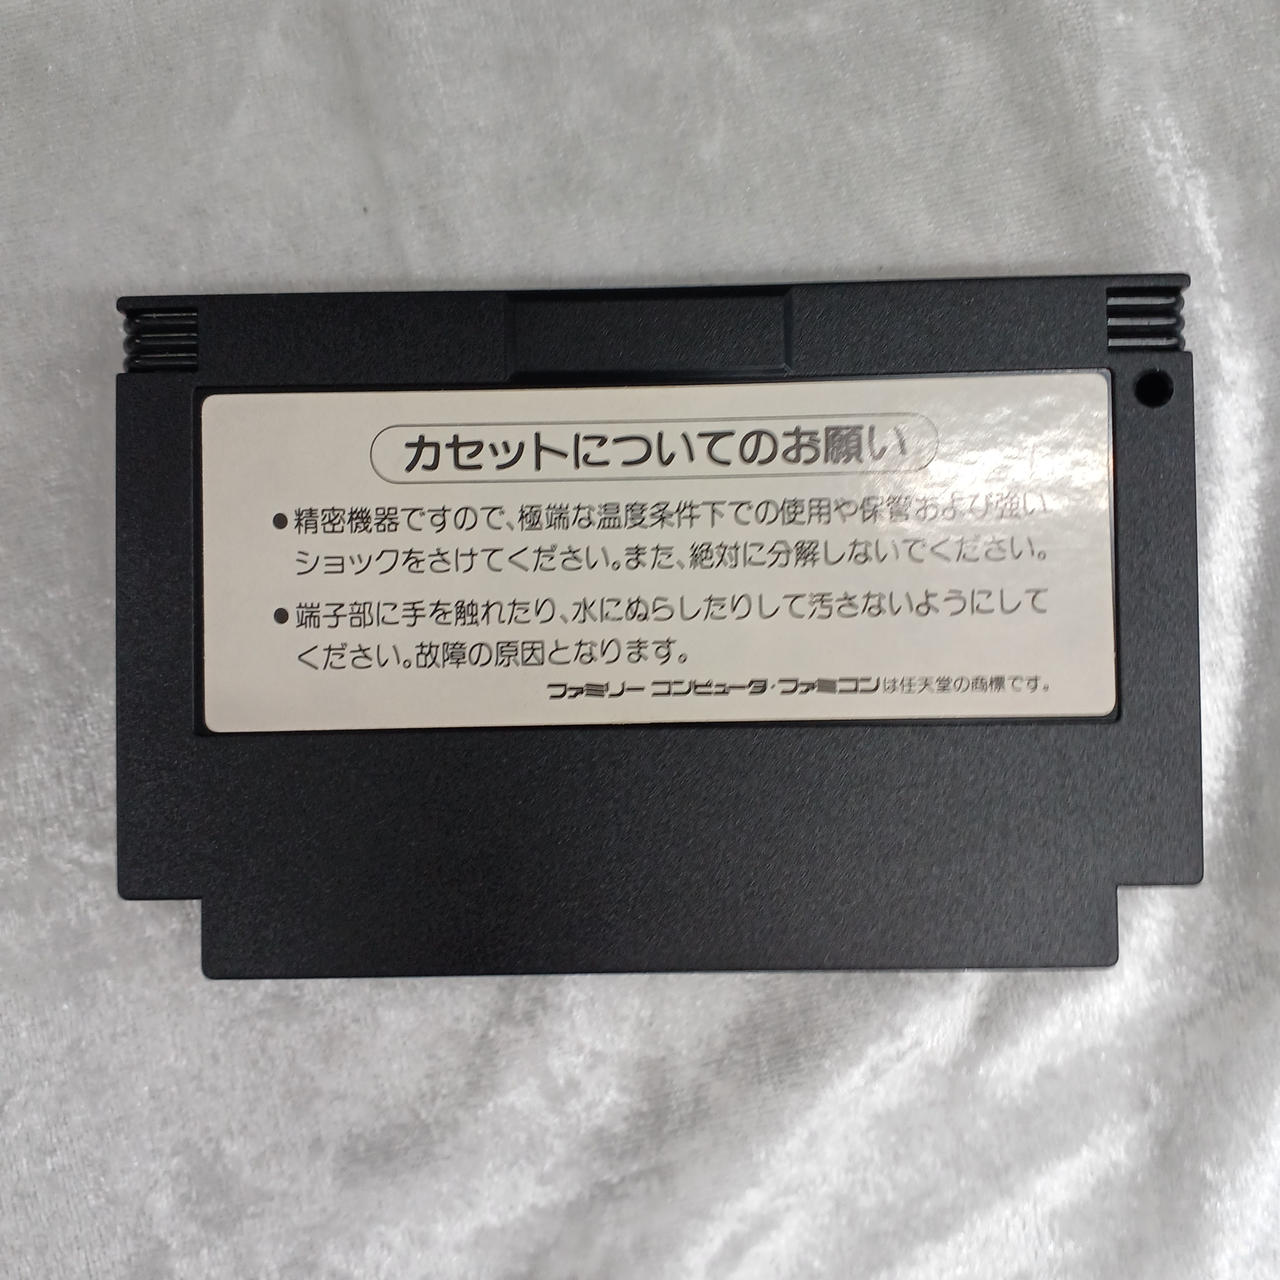 カセットについてのお願い
●精密機器ですので、極端な温度条件下での使用や保管および強い
ショックをさけてください。また、絶対に分解しないでください。
●端子部に手を触れたり、水にぬらしたりして汚さないようにして
ください。故障の原因となります。
ファミリーコンピュータ・ファミコンは任天堂の商標です。